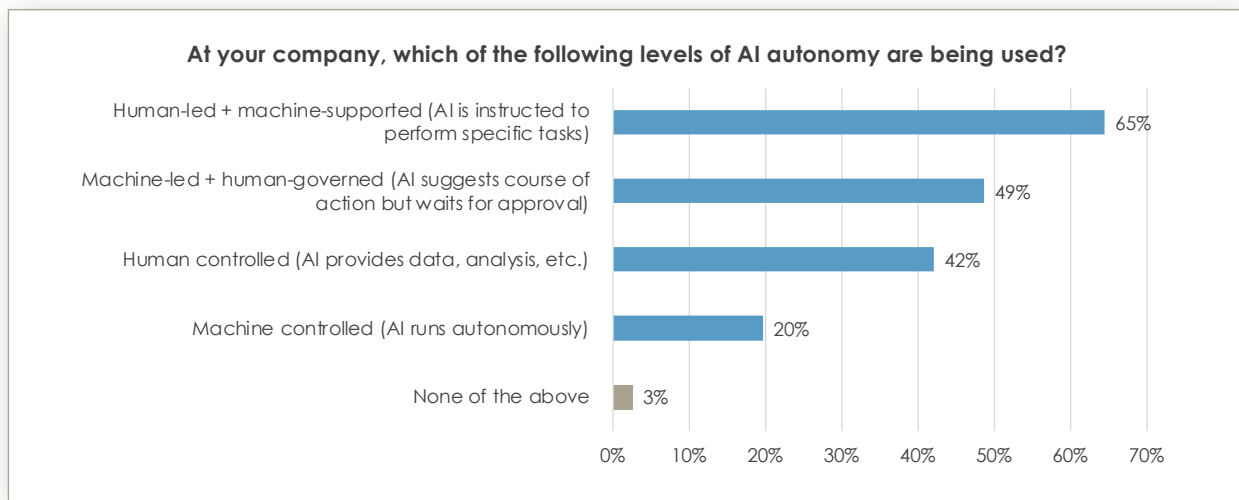 At your company, which of the following levels of AI autonomy are being used?
Human-led + machine-supported (AI is instructed to
perform specific tasks)
65%
Machine-led + human-governed (AI suggests course of
action but waits for approval)
49%
Human controlled (AI provides data, analysis, etc.)
42%
Machine controlled (AI runs autonomously)
20%
None of the above
3%
0% 10% 20% 30% 40% 50% 60% 70%